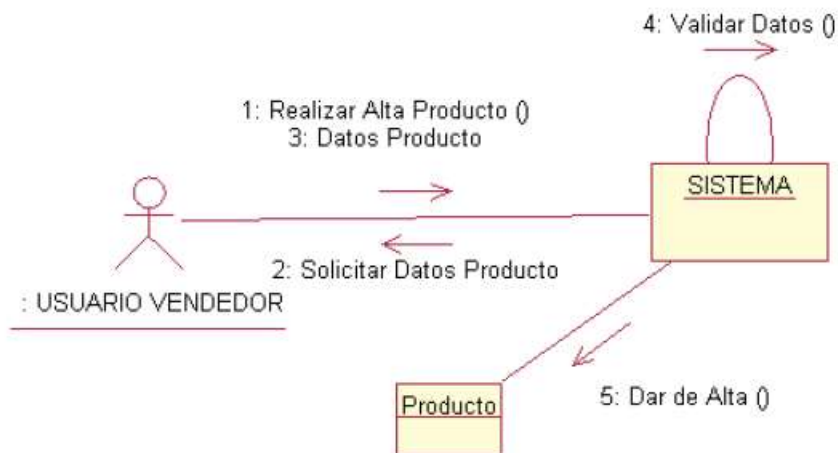 4: Validar Datos ()
1: Realizar Alta Producto ()
3: Datos Producto
SISTEMA
2: Solicitar Datos Producto
: USUARIO VENDEDOR
Producto
5: Dar de Alta ()